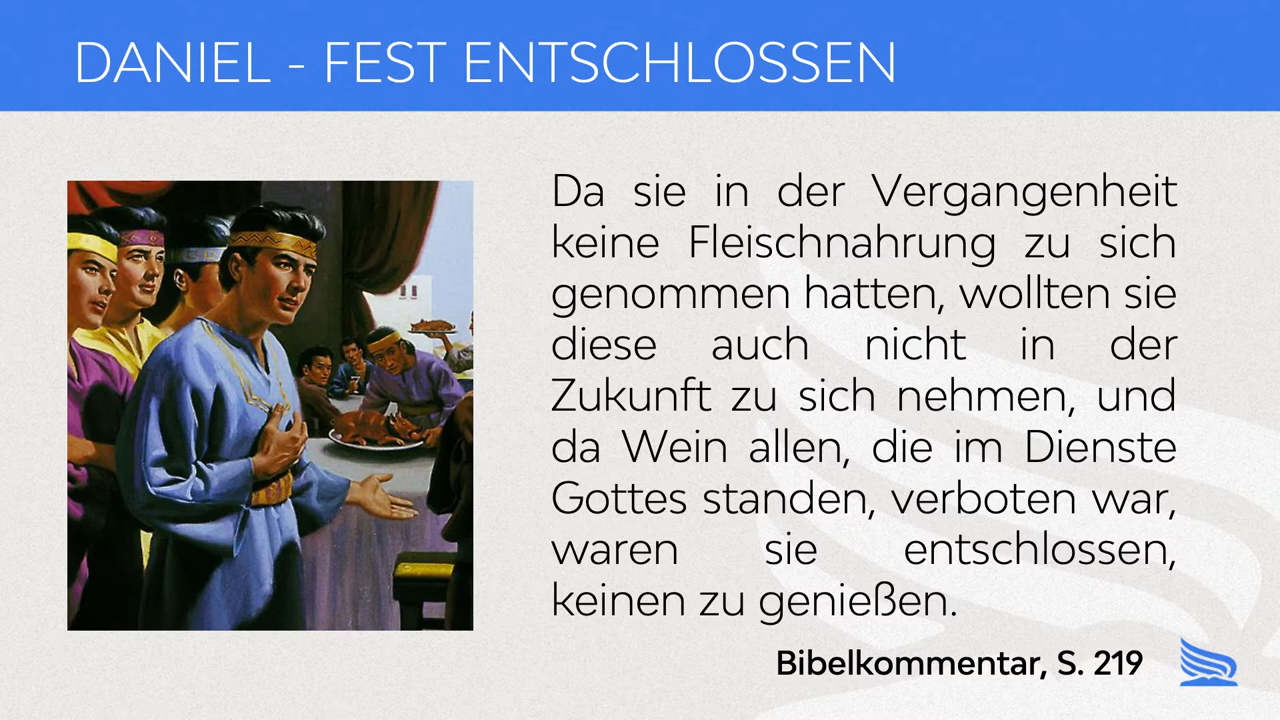 DANIEL - FEST ENTSCHLOSSEN
Da sie in der Vergangenheit
keine Fleischnahrung zu sich
genommen hatten, wollten sie
diese auch nicht in der
Zukunft zu sich nehmen, und
da Wein allen, die im Dienste
Gottes standen, verboten war,
waren sie entschlossen,
keinen zu genießen.
Bibelkommentar, S. 219